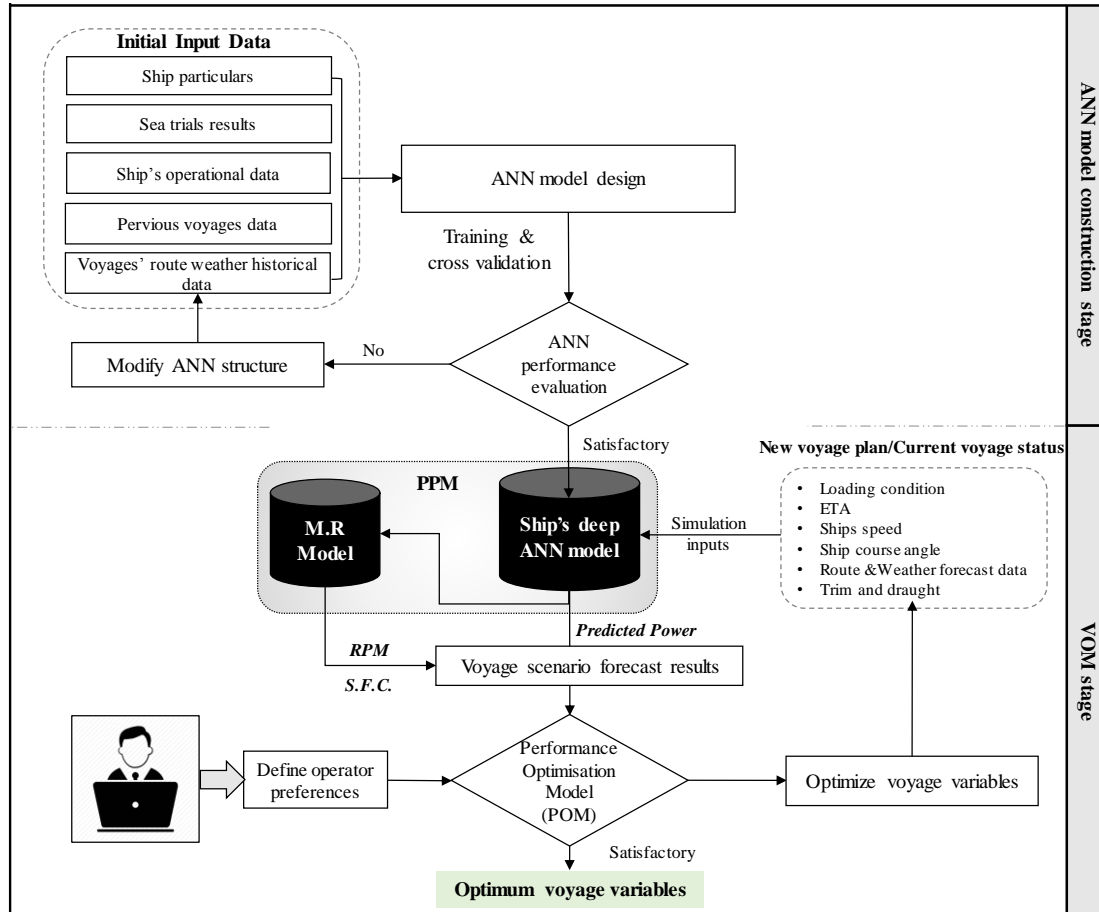 Initial Input Data
Ship particulars
Sea trials results
Ship's operational data
Pervious voyages data
Voyages' route weather historical
data
ANN model design
Training &
cross validation
ANN
performance
evaluation
No
Modify ANN structure
ANN model construction stage
Satisfactory
New voyage plan/Current voyage status
• Loading condition
• ETA
• Ships speed
• Ship course angle
• Route &Weather forecast data
• Trim and draught
PPM
M.R
Model
Ship's deep
ANN model
Simulation
inputs
Predicted Power
RPM
S.F.C.
Voyage scenario forecast results
Define operator
preferences
Performance
Optimisation
Model
(POM)
Optimize voyage variables
Satisfactory
Optimum voyage variables
VOM stage